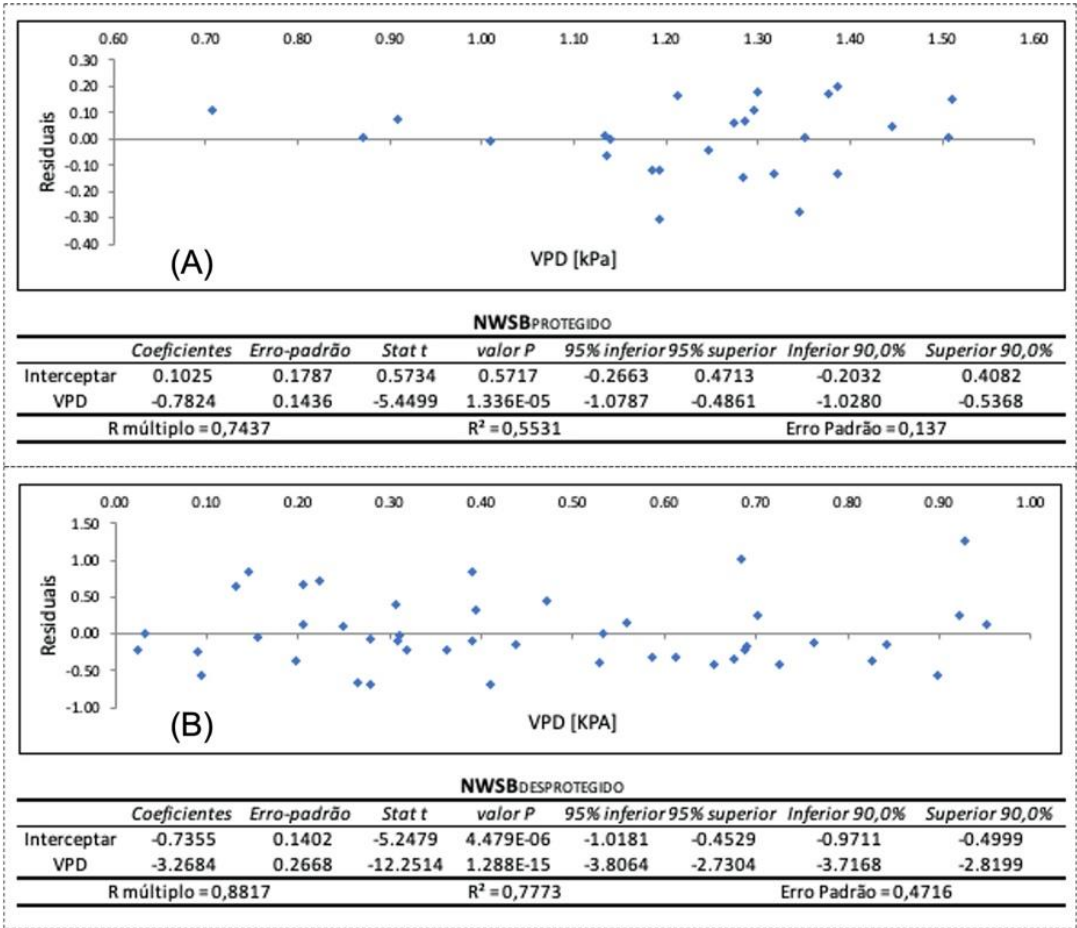 0.60 0.70 0.80 0.90 1.00 1.10 1.20 1.30 1.40 1.50 1.60
0.30
0.20
0.10
0.00
-0.10
-0.20
-0.30
-0.40
Residuais
(A)
VPD [kPa]
NWSBPROTEGIDO
Coeficientes Erro-padrão Stat t valor P 95% inferior 95% superior Inferior 90,0% Superior 90,0%
Interceptar 0.1025 0.1787 0.5734 0.5717 -0.2663 0.4713 -0.2032 0.4082
VPD -0.7824 0.1436 -5.4499 1.336E-05 -1.0787 -0.4861 -1.0280 -0.5368
R múltiplo = 0,7437 R² = 0,5531 Erro Padrão = 0,137
0.00 0.10 0.20 0.30 0.40 0.50 0.60 0.70 0.80 0.90 1.00
1.50
1.00
0.50
0.00
-0.50
-1.00
Residuais
(B)
VPD [KPA]
NWSBDESPROTEGIDO
Coeficientes Erro-padrão Stat t valor P 95% inferior 95% superior Inferior 90,0% Superior 90,0%
Interceptar -0.7355 0.1402 -5.2479 4.479E-06 -1.0181 -0.4529 -0.9711 -0.4999
VPD -3.2684 0.2668 -12.2514 1.288E-15 -3.8064 -2.7304 -3.7168 -2.8199
R múltiplo = 0,8817 R² = 0,7773 Erro Padrão = 0,4716